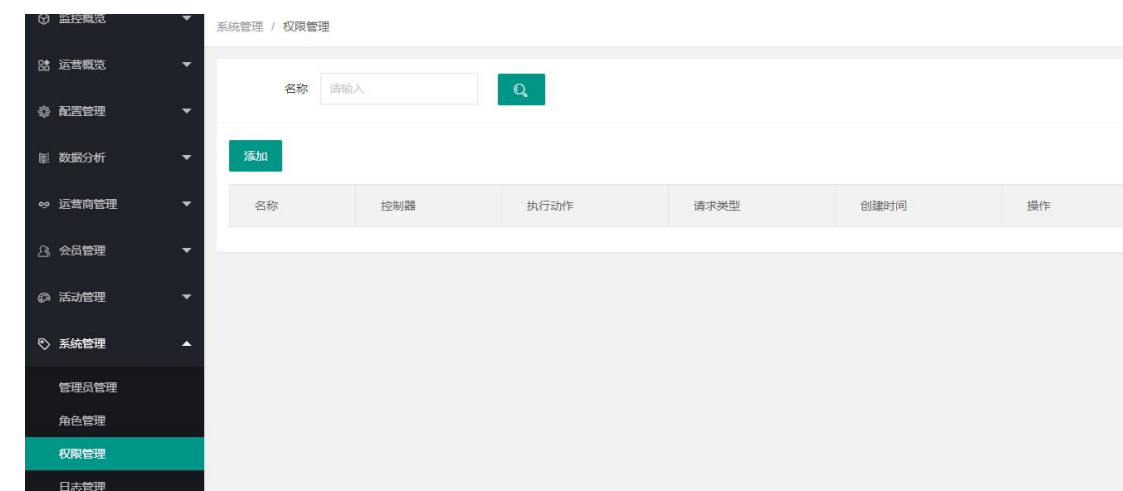 监控概览
系统管理 / 权限管理
运营概览
名称 请输入
配置管理
数据分析
添加
运营商管理
名称 控制器 执行动作 请求类型 创建时间 操作
会员管理
活动管理
系统管理
管理员管理
角色管理
权限管理
日志管理